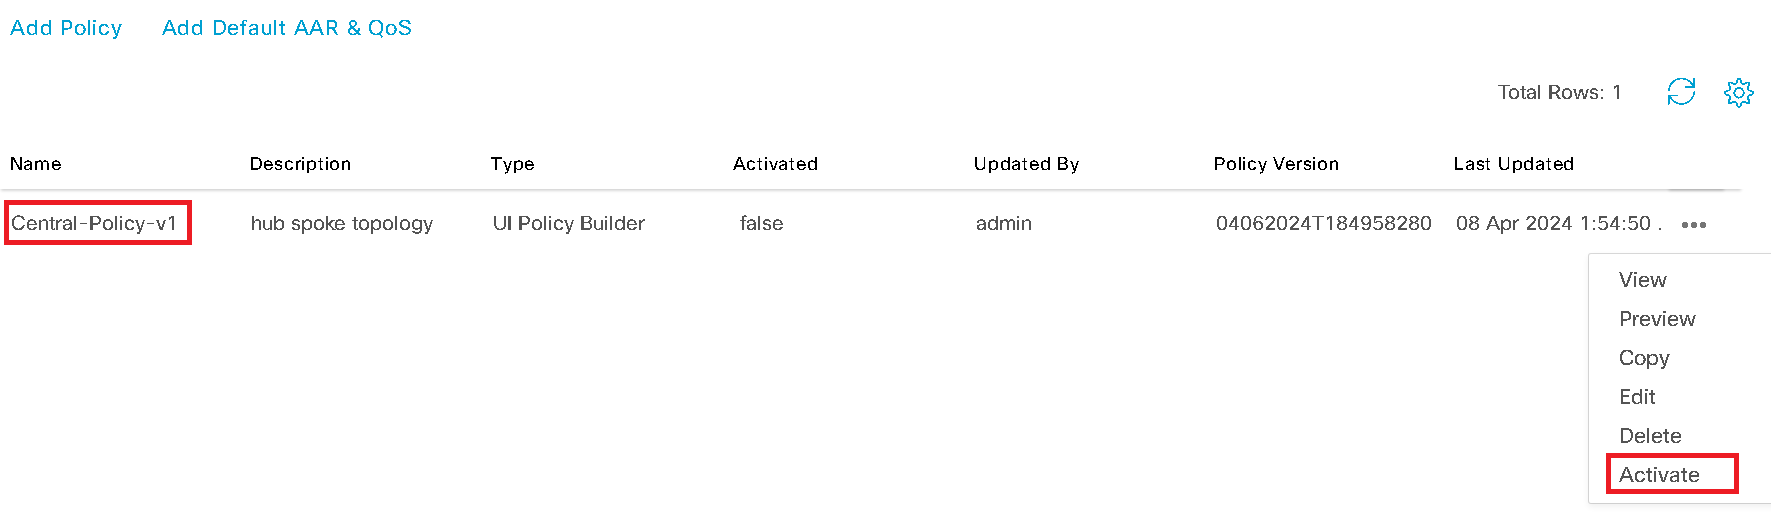 Add Policy Add Default AAR & QoS
Total Rows: 1
Name Description Type Activated Updated By Policy Version Last Updated
Central-Policy-v1 hub spoke topology UI Policy Builder false admin 04062024T184958280 08 Apr 2024 1:54:50 .
View
Preview
Copy
Edit
Delete
Activate